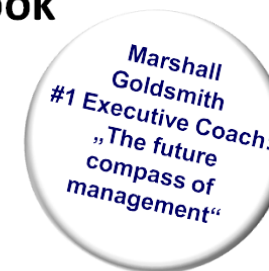 ook
Marshall
Goldsmith
#1 Executive Coach:
„The future
compass of
management“